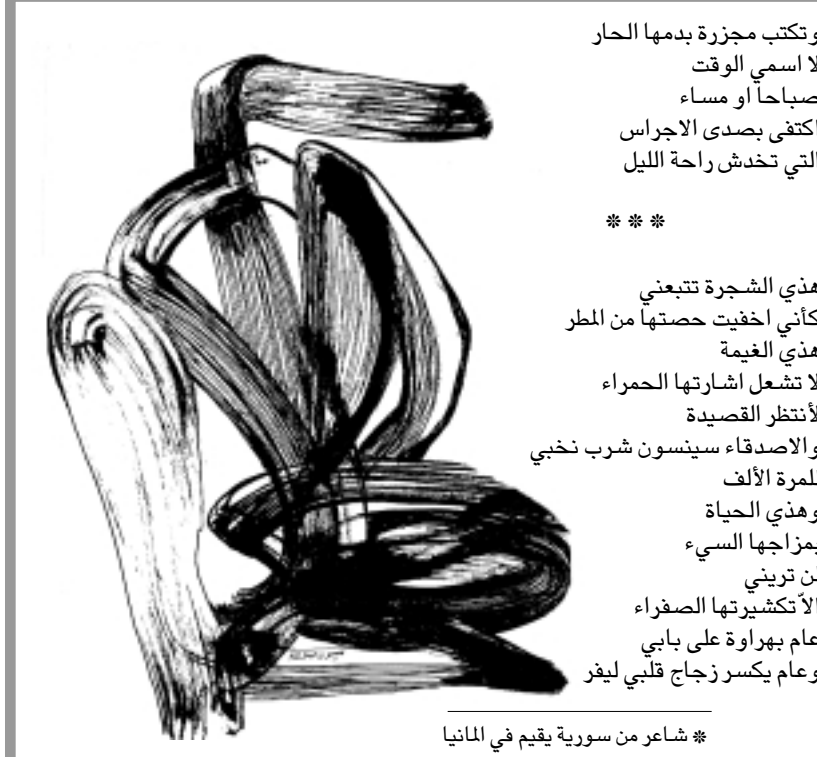 وتكتب مجزرة بدمها الحار
لا اسمي الوقت
صباحا او مساء
اكتفى بصدى الاجراس
التي تخدش راحة الليل
* * *
هذي الشجرة تتبعني
كأني اخفيت حصتها من المطر
هذي الغيمة
لا تشعل اشارتها الحمراء
لأنتظر القصيدة
والاصدقاء سينسون شرب نخبي
للمرة الألف
وهذي الحياة
بمزاجها السيء
لن تريني
الاّ تكشيرتها الصفراء
عام بهراوة على بابي
وعام يكسر زجاج قلبي ليفر
* شاعر من سورية يقيم في المانيا